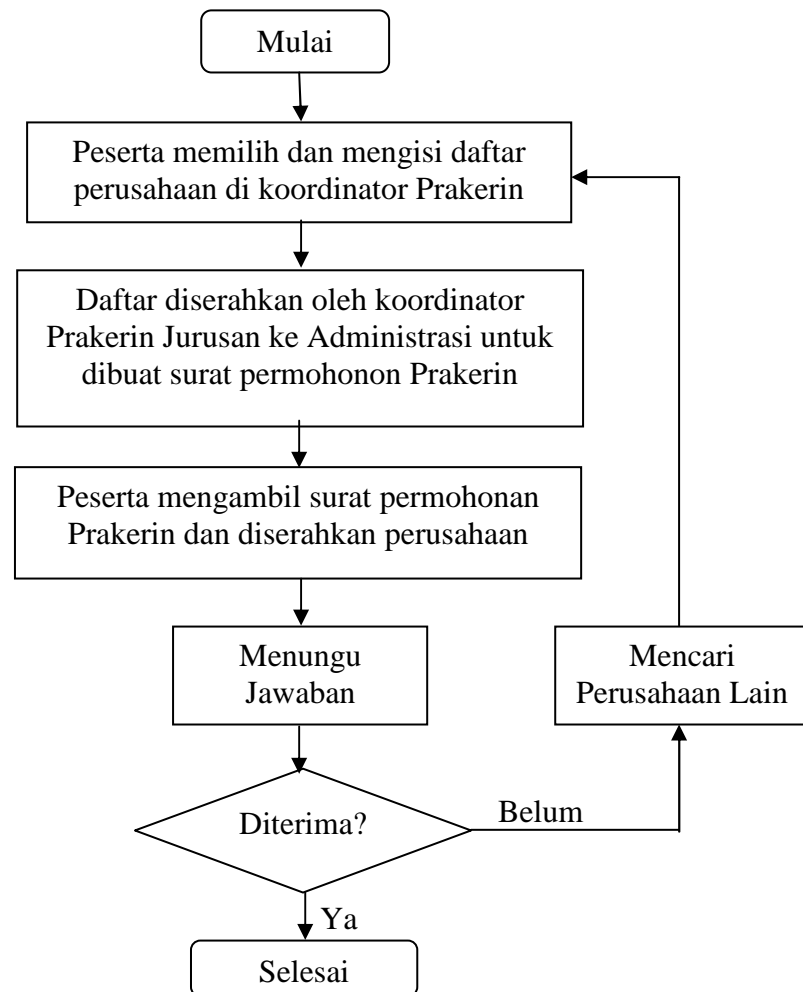 Mulai
Peserta memilih dan mengisi daftar
perusahaan di koordinator Prakerin
Daftar diserahkan oleh koordinator
Prakerin Jurusan ke Administrasi untuk
dibuat surat permohonon Prakerin
Peserta mengambil surat permohonan
Prakerin dan diserahkan perusahaan
Menungu
Jawaban
Mencari
Perusahaan Lain
Diterima?
Belum
Ya
Selesai